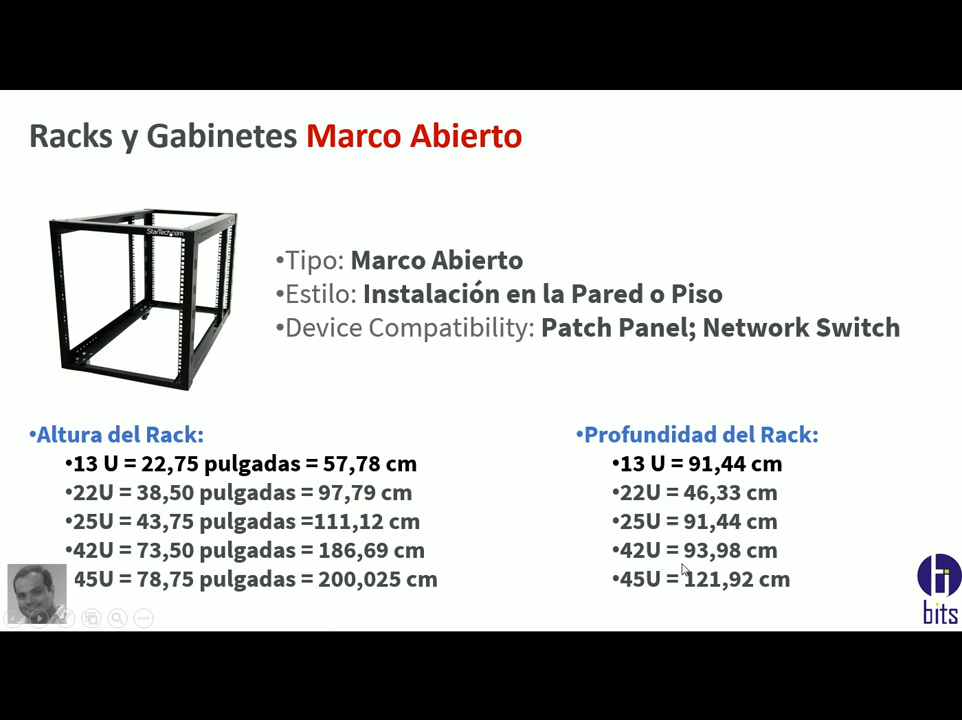 Racks y Gabinetes Marco Abierto
StarTech.com
•Tipo: Marco Abierto
•Estilo: Instalación en la Pared o Piso
•Device Compatibility: Patch Panel; Network Switch
•Altura del Rack:
•13 U = 22,75 pulgadas = 57,78 cm
•22U = 38,50 pulgadas = 97,79 cm
•25U = 43,75 pulgadas =111,12 cm
•42U = 73,50 pulgadas = 186,69 cm
45U = 78,75 pulgadas = 200,025 cm
•Profundidad del Rack:
•13 U = 91,44 cm
•22U = 46,33 cm
•25U = 91,44 cm
•42U = 93,98 cm
•45U = 121,92 cm
bits